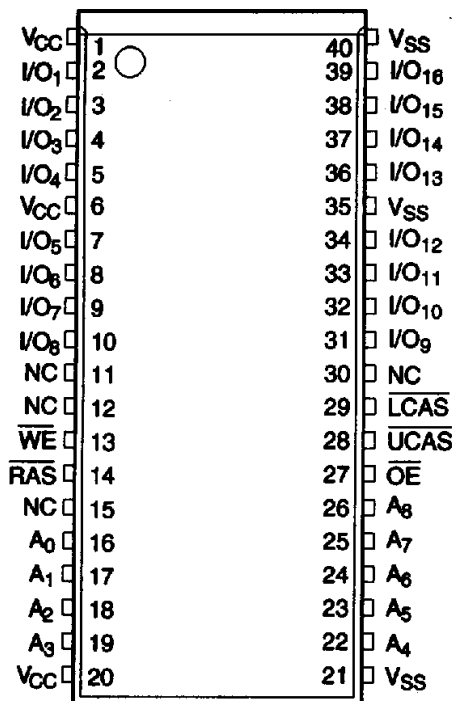 VCC 1 40 VSS
I/O1 2 39 I/O16
I/O2 3 38 I/O15
I/O3 4 37 I/O14
I/O4 5 36 I/O13
VCC 6 35 VSS
I/O5 7 34 I/O12
I/O6 8 33 I/O11
I/O7 9 32 I/O10
I/O8 10 31 I/O9
NC 11 30 NC
NC 12 29 LCAS
WE 13 28 UCAS
RAS 14 27 OE
NC 15 26 A8
A0 16 25 A7
A1 17 24 A6
A2 18 23 A5
A3 19 22 A4
VCC 20 21 VSS